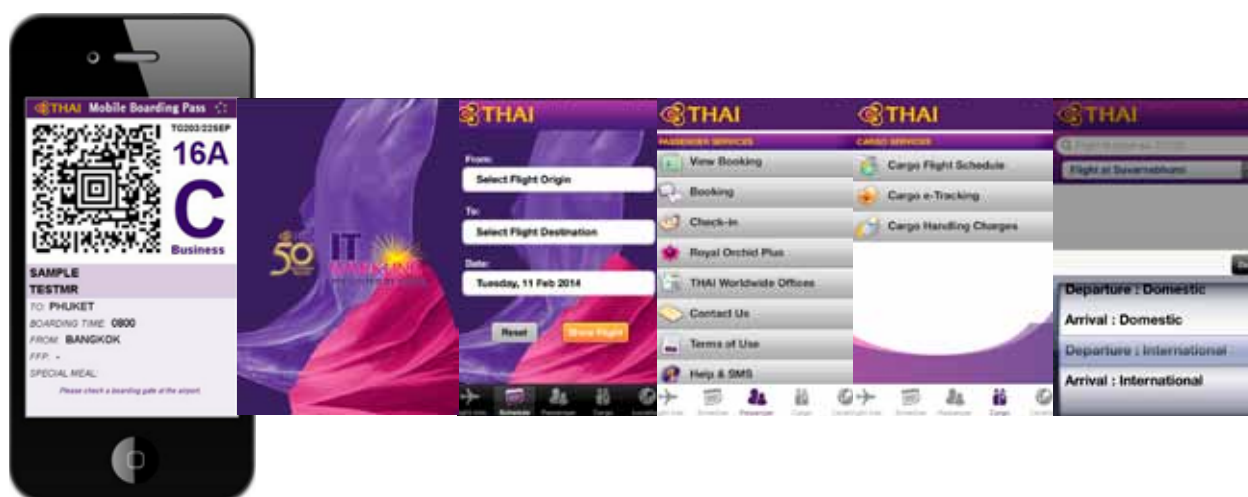 THAI Mobile Boarding Pass
TG203/22SEP
16A
C
Business
SAMPLE
TESTMR
TO: PHUKET
BOARDING TIME: 0800
FROM: BANGKOK
FFP: -
SPECIAL MEAL:
Please check a boarding gate at the airport.
50
IT
THAI
From:
Select Flight Origin
To:
Select Flight Destination
Date:
Tuesday, 11 Feb 2014
Reset
Show Flight
Schedule
Passenger
Cargo
THAI
PASSENGER SERVICES
View Booking
Booking
Check-in
Royal Orchid Plus
THAI Worldwide Offices
Contact Us
Terms of Use
Help & SMS
Schedule
Passenger
Cargo
THAI
CARGO SERVICES
Cargo Flight Schedule
Cargo e-Tracking
Cargo Handling Charges
Schedule
Passenger
Cargo
THAI
Flight at Suvarnabhumi
Departure : Domestic
Arrival : Domestic
Departure : International
Arrival : International